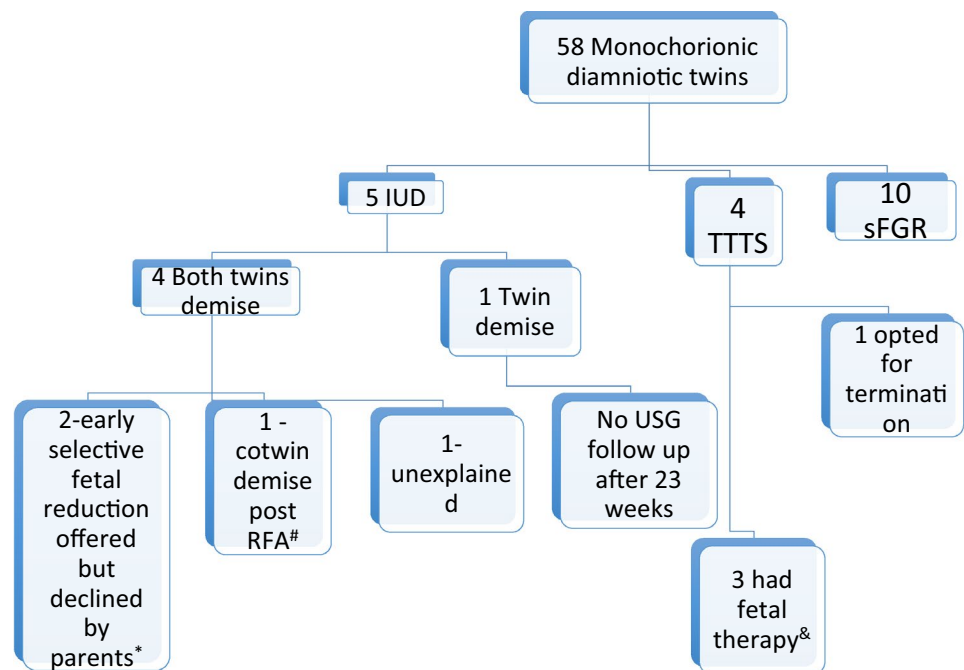 58 Monochorionic
diamniotic twins
5 IUD
4
TTTS
10
sFGR
4 Both twins
demise
1 Twin
demise
1 opted
for
terminati
on
2-early
selective
fetal
reduction
offered
but
declined
by
parents*
1 -
cotwin
demise
post
RFA#
1-
unexplaine
d
No USG
follow up
after 23
weeks
3 had
fetal
therapy&